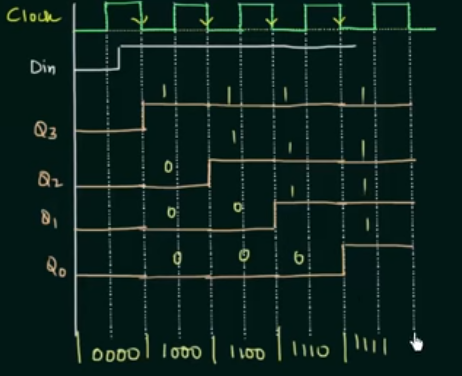 Clock
Din
1 1 1 1
Q3
1 1 1
0
Q2
1 1
0 0
Q1
1
0 0 0
Q0
| 0000 | 1000 | 1100 | 1110 | 1111